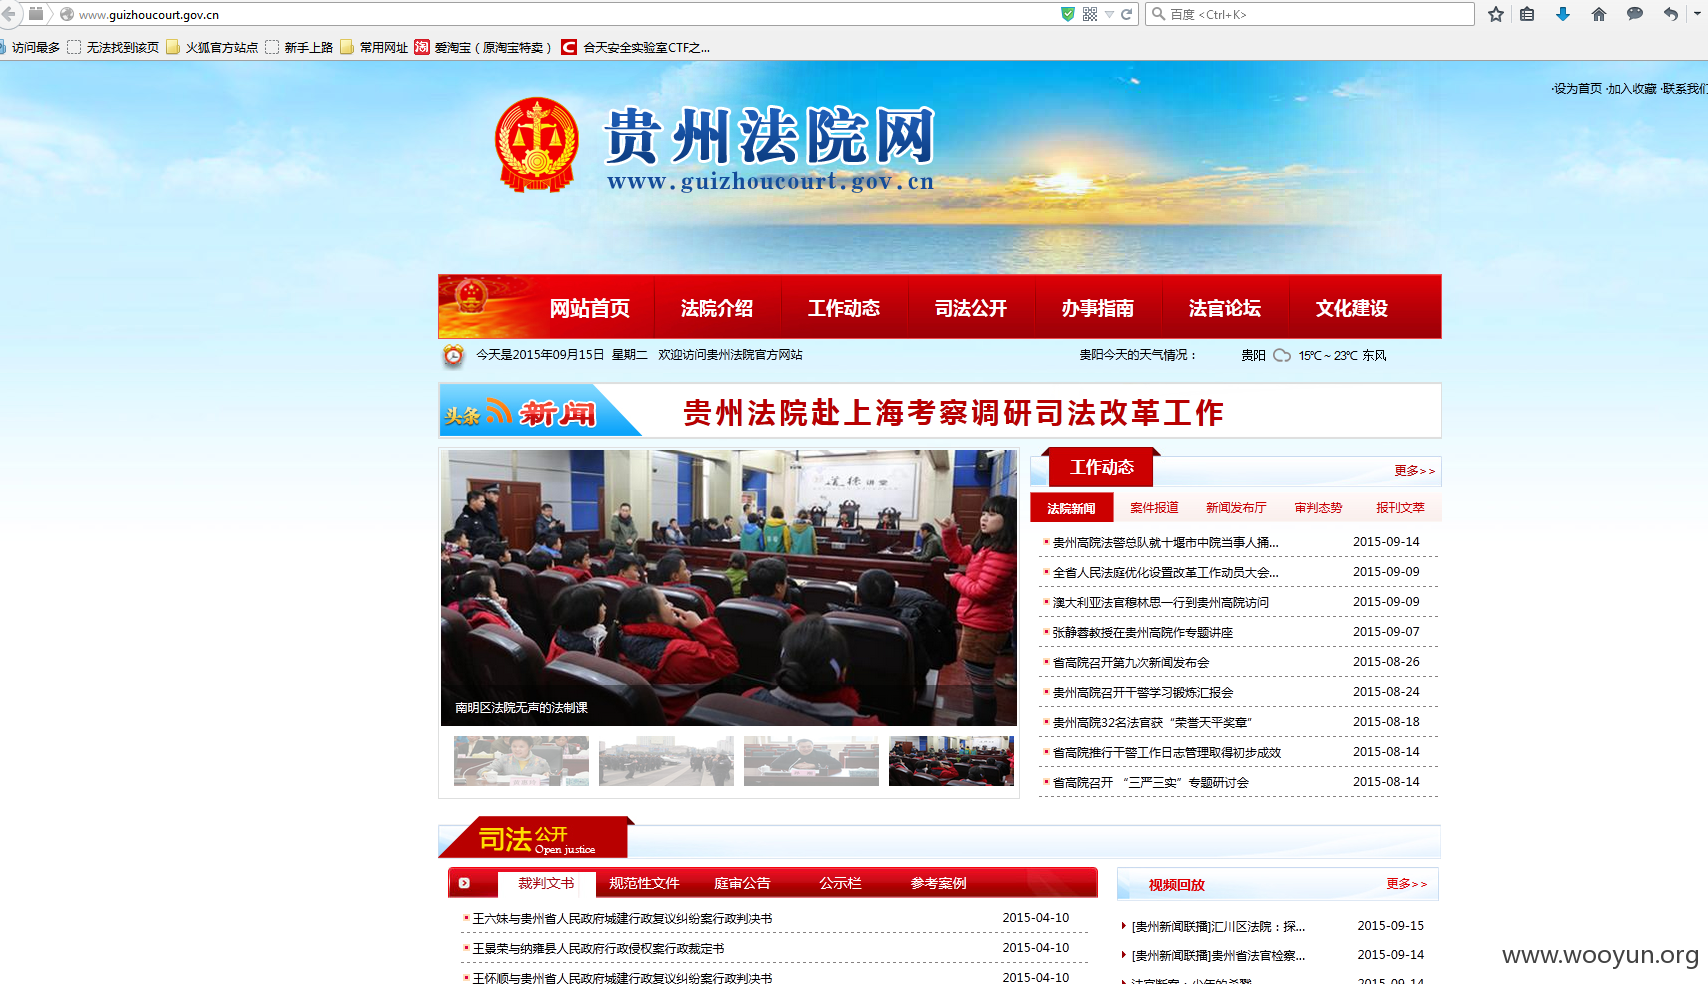 www.guizhoucourt.gov.cn
百度 <Ctrl+K>
访问最多 无法找到该页 火狐官方站点 新手上路 常用网址 爱淘宝（原淘宝特卖） 合天安全实验室CTF之...
·设为首页 ·加入收藏 ·联系我们
贵州法院网
www.guizhoucourt.gov.cn
网站首页 法院介绍 工作动态 司法公开 办事指南 法官论坛 文化建设
今天是2015年09月15日 星期二 欢迎访问贵州法院官方网站
贵阳今天的天气情况： 贵阳 15℃～23℃ 东风
头条 新闻
贵州法院赴上海考察调研司法改革工作
道德讲堂
南明区法院无声的法制课
工作动态 更多>>
法院新闻 案件报道 新闻发布厅 审判态势 报刊文萃
贵州高院法警总队就十堰市中院当事人捅... 2015-09-14
全省人民法庭优化设置改革工作动员大会... 2015-09-09
澳大利亚法官穆林思一行到贵州高院访问 2015-09-09
张静蓉教授在贵州高院作专题讲座 2015-09-07
省高院召开第九次新闻发布会 2015-08-26
贵州高院召开干警学习锻炼汇报会 2015-08-24
贵州高院32名法官获“荣誉天平奖章” 2015-08-18
省高院推行干警工作日志管理取得初步成效 2015-08-14
省高院召开 “三严三实”专题研讨会 2015-08-14
司法公开
Open justice
裁判文书 规范性文件 庭审公告 公示栏 参考案例
王六妹与贵州省人民政府城建行政复议纠纷案行政判决书 2015-04-10
王景荣与纳雍县人民政府行政侵权案行政裁定书 2015-04-10
王怀顺与贵州省人民政府城建行政复议纠纷案行政判决书 2015-04-10
视频回放 更多>>
[贵州新闻联播]汇川区法院：探... 2015-09-15
[贵州新闻联播]贵州省法官检察... 2015-09-14
法官断案：少年的杀戮 2015-09-14
www.wooyun.org